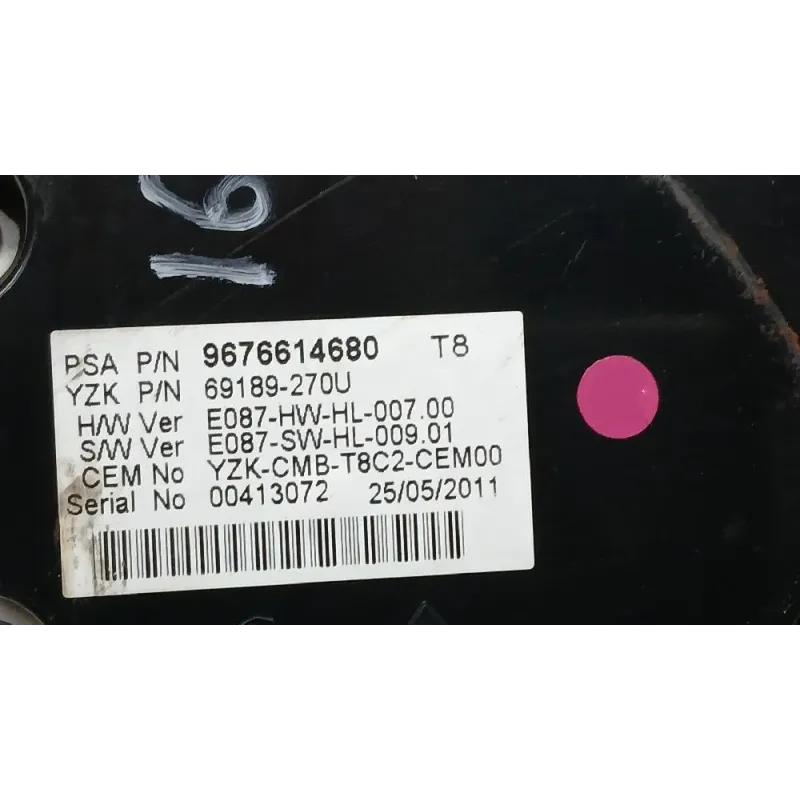 16
PSA P/N 9676614680 T8
YZK P/N 69189-270U
H/W Ver E087-HW-HL-007.00
S/W Ver E087-SW-HL-009.01
CEM No YZK-CMB-T8C2-CEM00
Serial No 00413072 25/05/2011